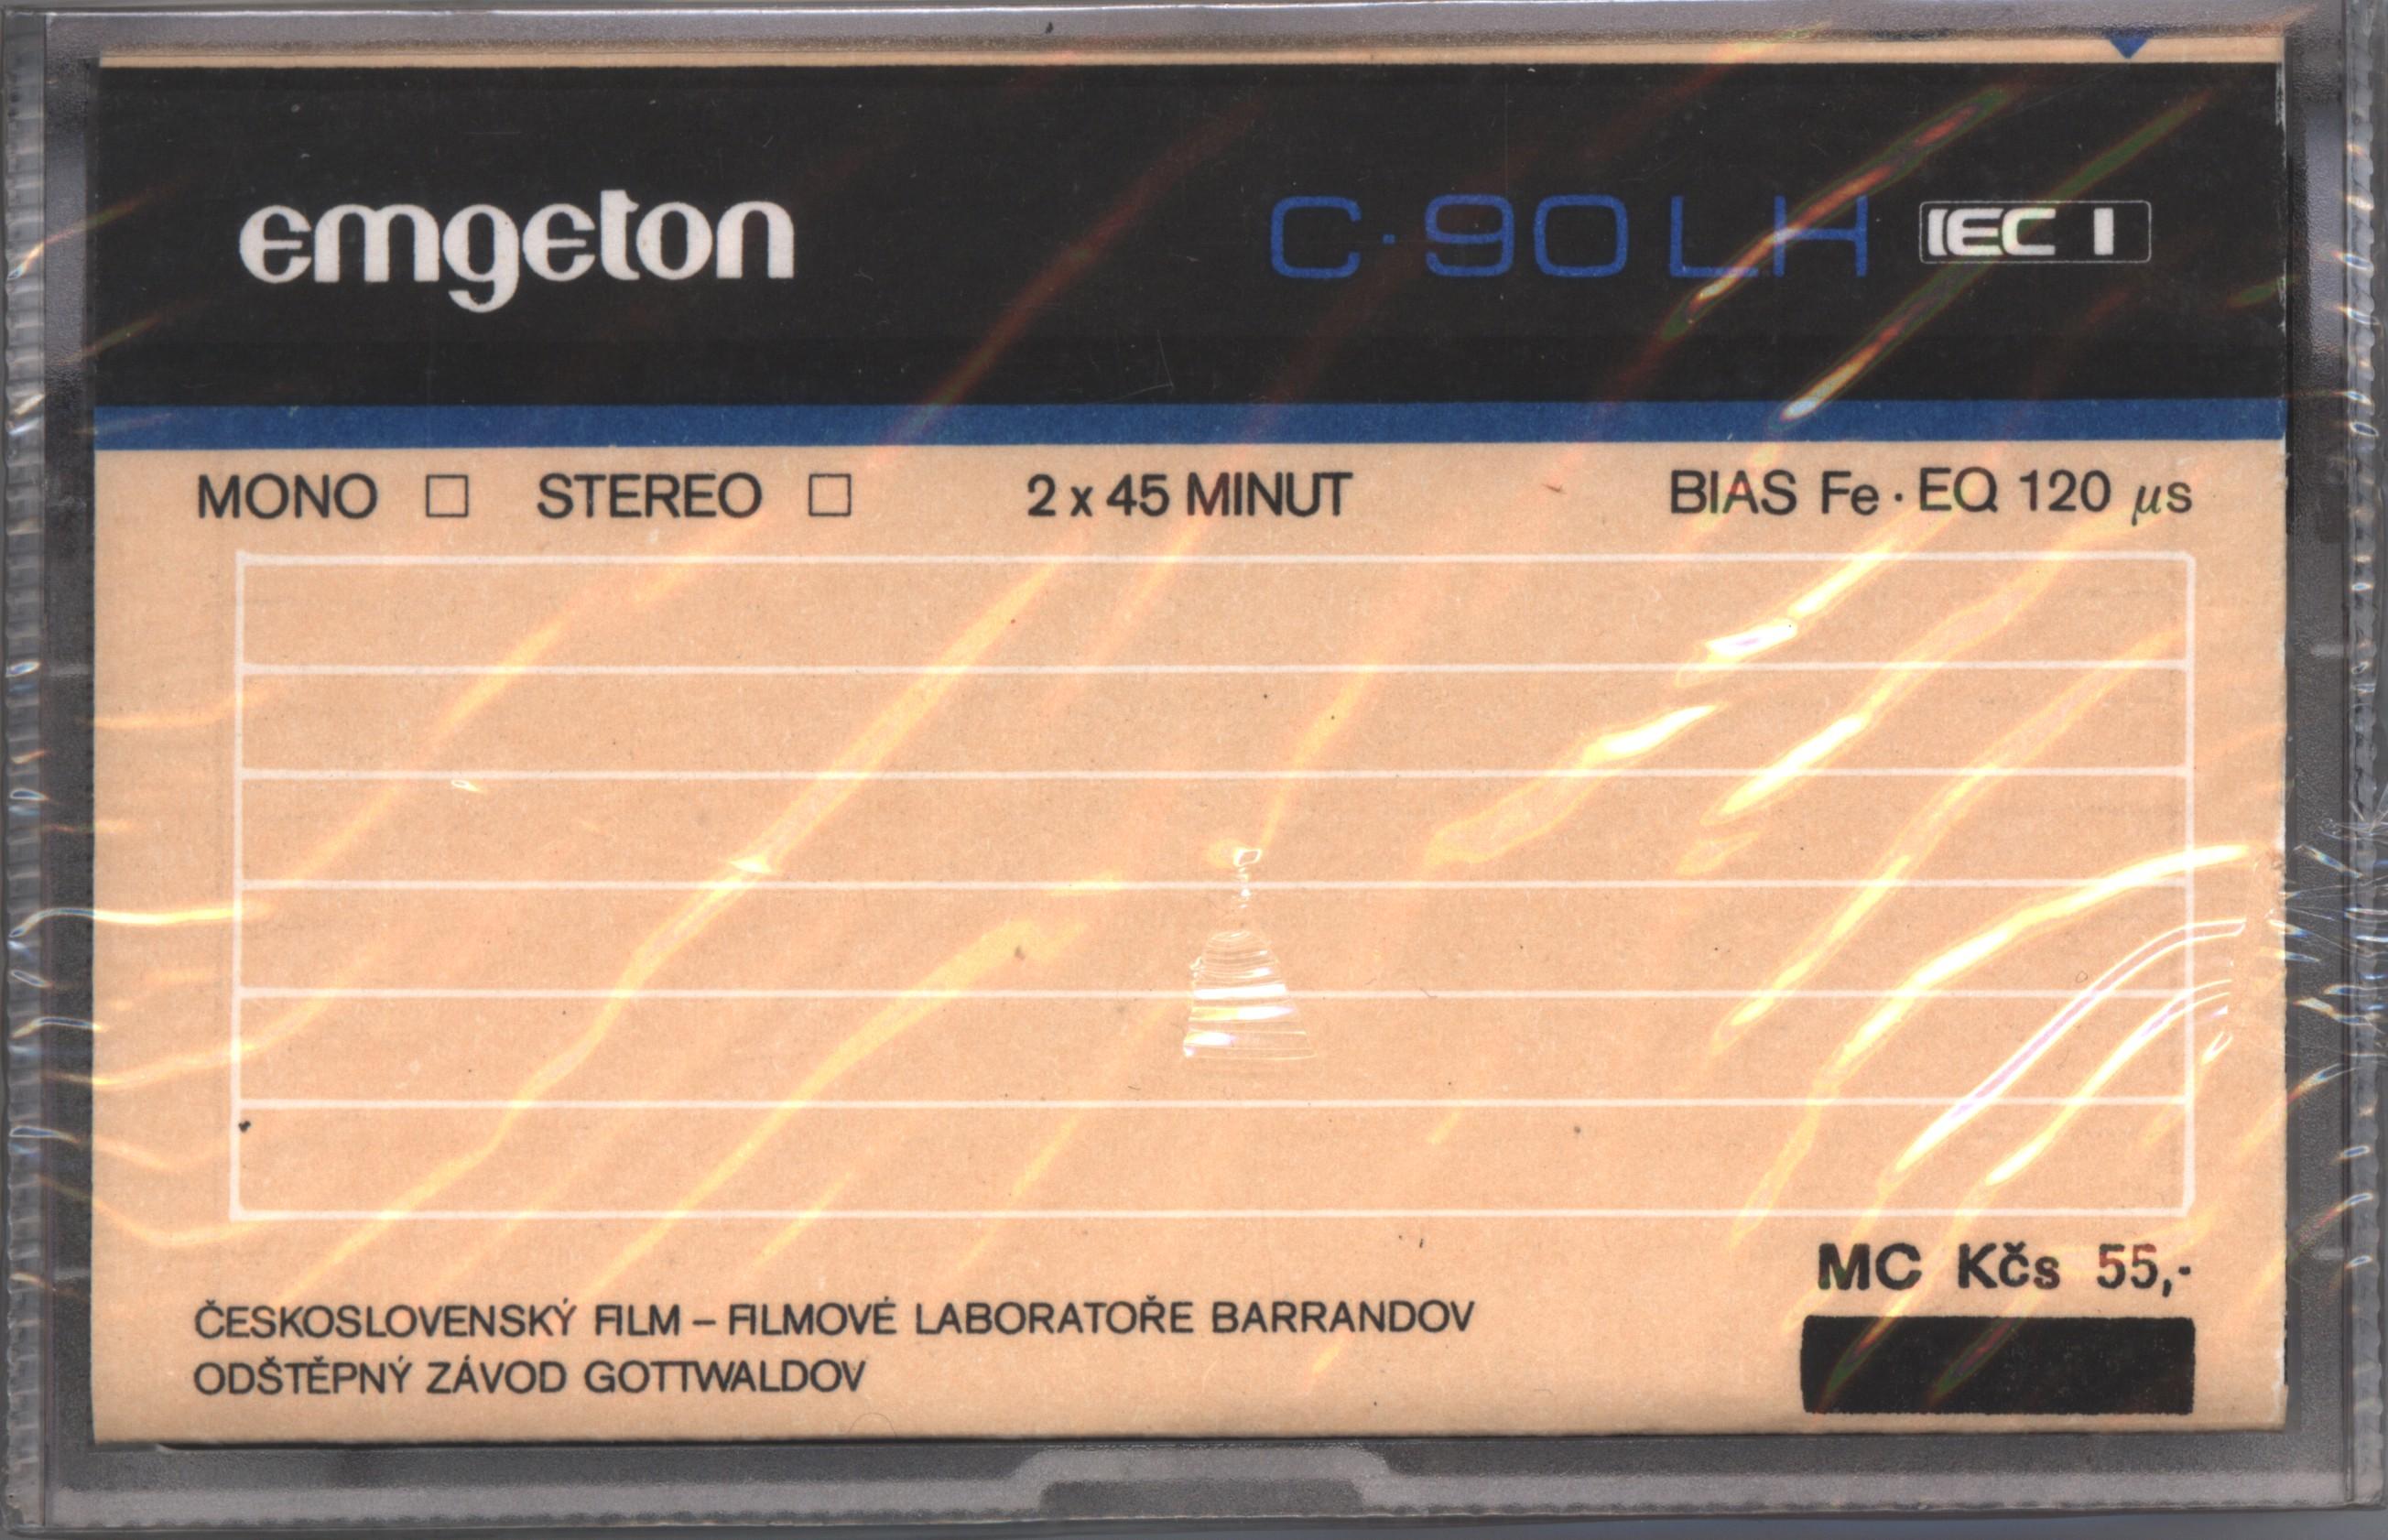 emgeton C·90 LH IEC I
MONO □ STEREO □ 2 x 45 MINUT BIAS Fe · EQ 120 µs
MC Kčs 55,-
ČESKOSLOVENSKÝ FILM – FILMOVÉ LABORATOŘE BARRANDOV
ODŠTĚPNÝ ZÁVOD GOTTWALDOV